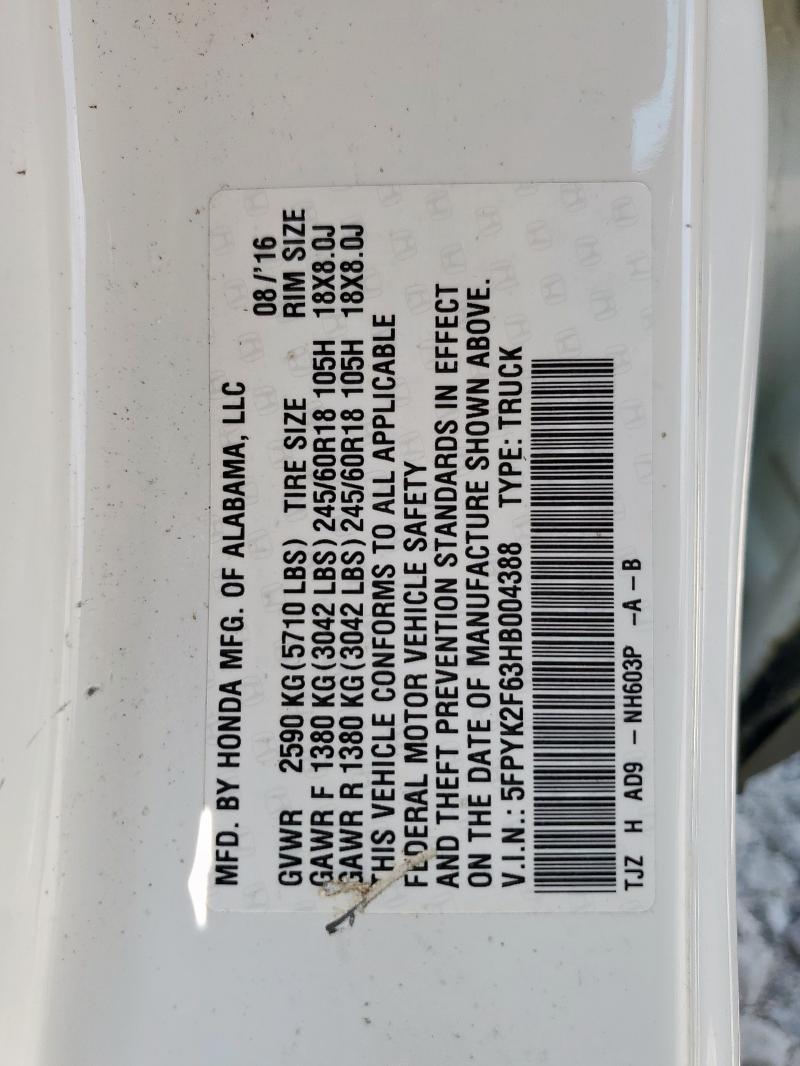 MFD. BY HONDA MFG. OF ALABAMA, LLC 08/'16
GVWR 2590 KG(5710 LBS) TIRE SIZE RIM SIZE
GAWR F 1380 KG(3042 LBS)245/60R18 105H 18X8.0J
GAWR R 1380 KG(3042 LBS)245/60R18 105H 18X8.0J
THIS VEHICLE CONFORMS TO ALL APPLICABLE
FEDERAL MOTOR VEHICLE SAFETY
AND THEFT PREVENTION STANDARDS IN EFFECT
ON THE DATE OF MANUFACTURE SHOWN ABOVE.
V.I.N.: 5FPYK2F63HB004388 TYPE: TRUCK
TJZ H AD9 -NH603P -A-B